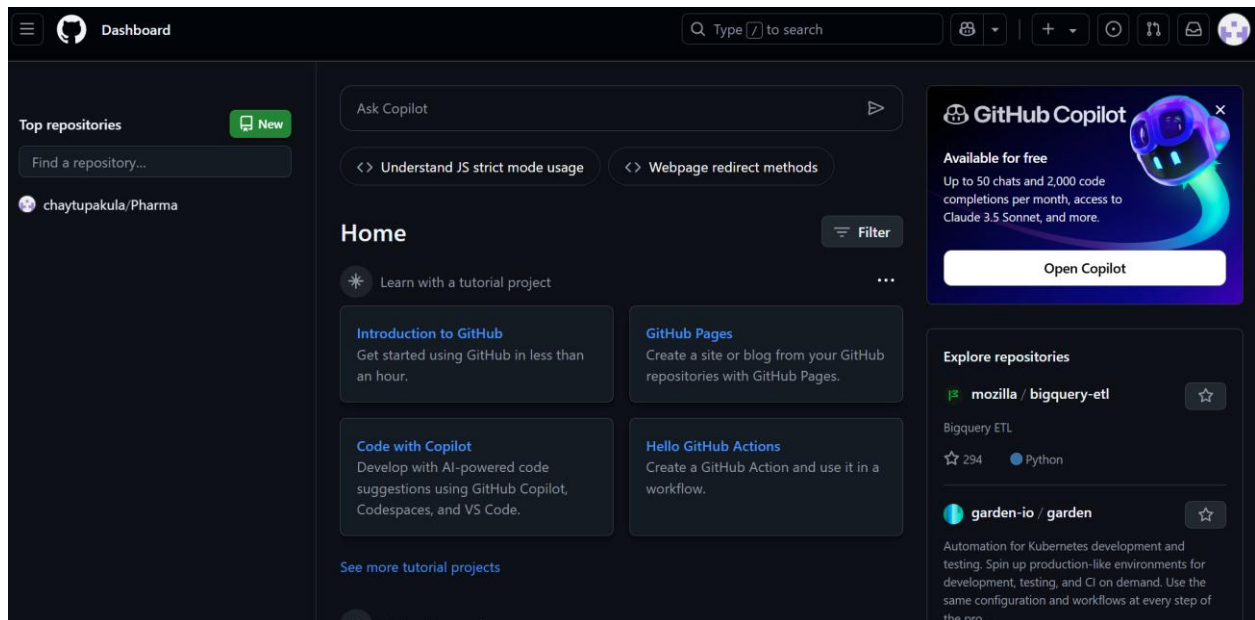 Dashboard
Type / to search
Top repositories
New
Find a repository...
chaytupakula/Pharma
Ask Copilot
Understand JS strict mode usage
Webpage redirect methods
Home
Filter
Learn with a tutorial project
Introduction to GitHub
Get started using GitHub in less than
an hour.
GitHub Pages
Create a site or blog from your GitHub
repositories with GitHub Pages.
Code with Copilot
Develop with AI-powered code
suggestions using GitHub Copilot,
Codespaces, and VS Code.
Hello GitHub Actions
Create a GitHub Action and use it in a
workflow.
See more tutorial projects
GitHub Copilot
Available for free
Up to 50 chats and 2,000 code
completions per month, access to
Claude 3.5 Sonnet, and more.
Open Copilot
Explore repositories
mozilla / bigquery-etl
Bigquery ETL
294 Python
garden-io / garden
Automation for Kubernetes development and
testing. Spin up production-like environments for
development, testing, and CI on demand. Use the
same configuration and workflows at every step of
the pro